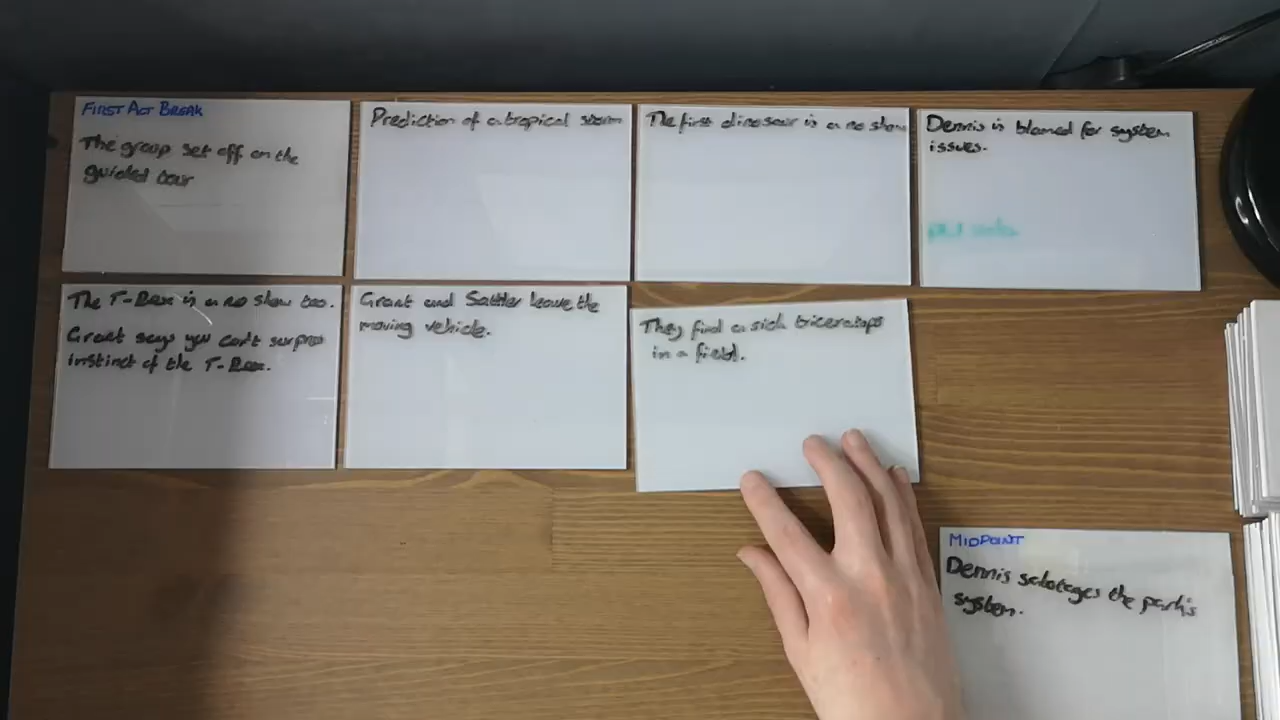 FIRST ACT BREAK
The group set off on the
guided tour
Prediction of a tropical storm
The first dinosaur is a no show
Dennis is blamed for system
issues.
The T-Rex is a no show too.
Grant says you can't surpress
instinct of the T-Rex.
Grant and Sattler leave the
moving vehicle.
They find a sick triceratops
in a field.
MIDPOINT
Dennis sabotages the park's
system.